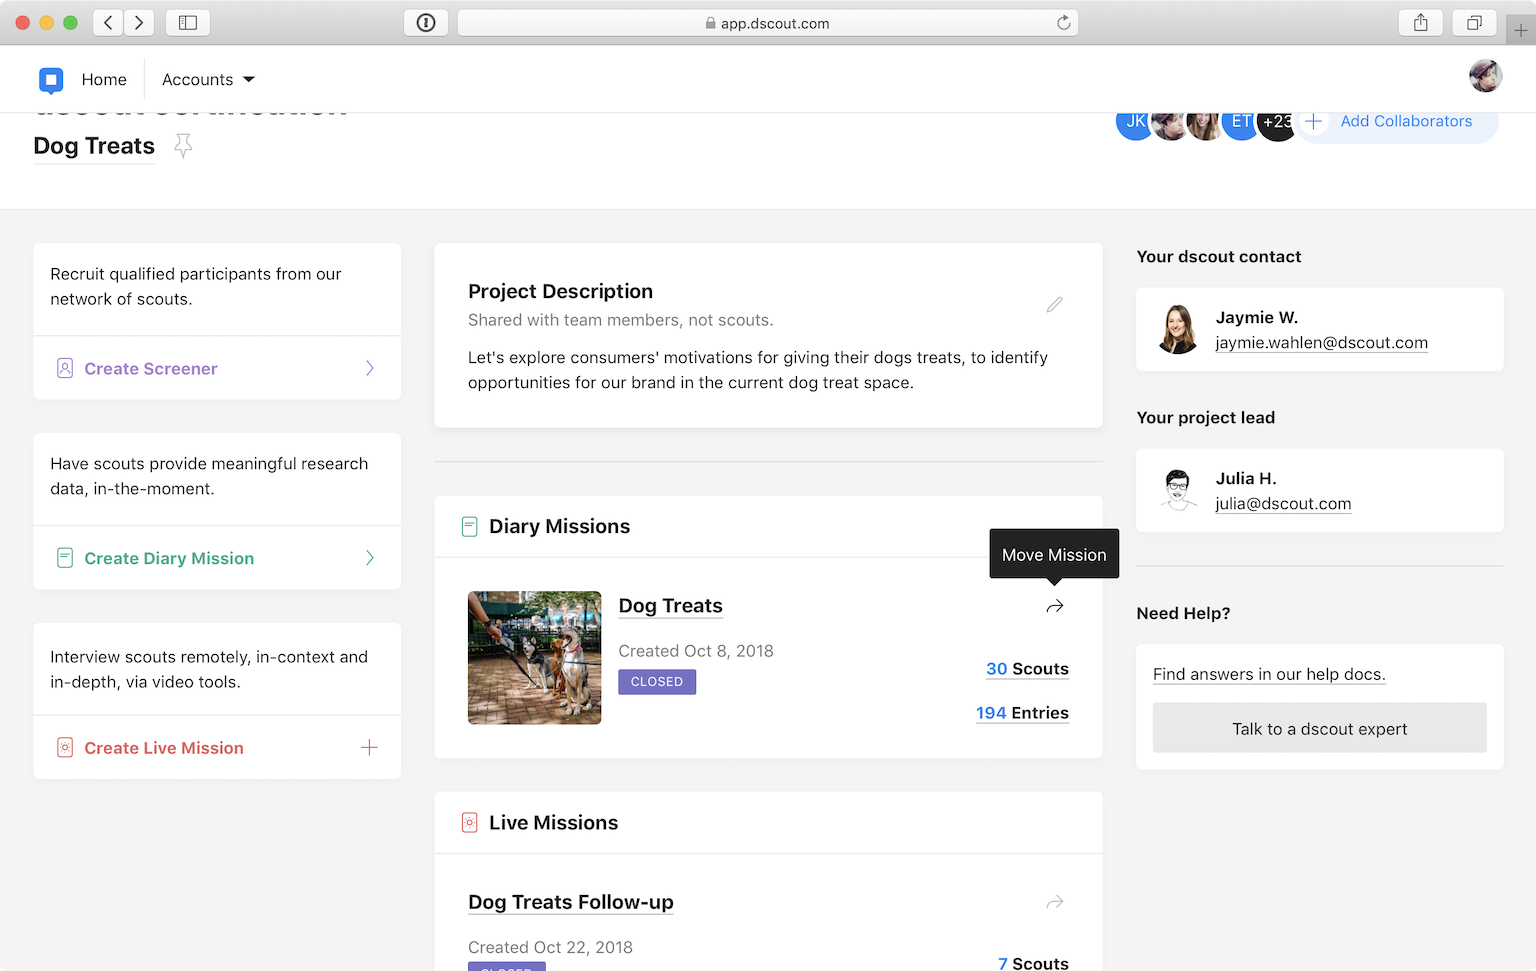 app.dscout.com
Home
Accounts
dscout certification
Dog Treats
JK
ET
+23
Add Collaborators
Recruit qualified participants from our
network of scouts.
Create Screener
Have scouts provide meaningful research
data, in-the-moment.
Create Diary Mission
Interview scouts remotely, in-context and
in-depth, via video tools.
Create Live Mission
Project Description
Shared with team members, not scouts.
Let's explore consumers' motivations for giving their dogs treats, to identify
opportunities for our brand in the current dog treat space.
Diary Missions
Move Mission
Dog Treats
Created Oct 8, 2018
CLOSED
30 Scouts
194 Entries
Live Missions
Dog Treats Follow-up
Created Oct 22, 2018
CLOSED
7 Scouts
Your dscout contact
Jaymie W.
jaymie.wahlen@dscout.com
Your project lead
Julia H.
julia@dscout.com
Need Help?
Find answers in our help docs.
Talk to a dscout expert